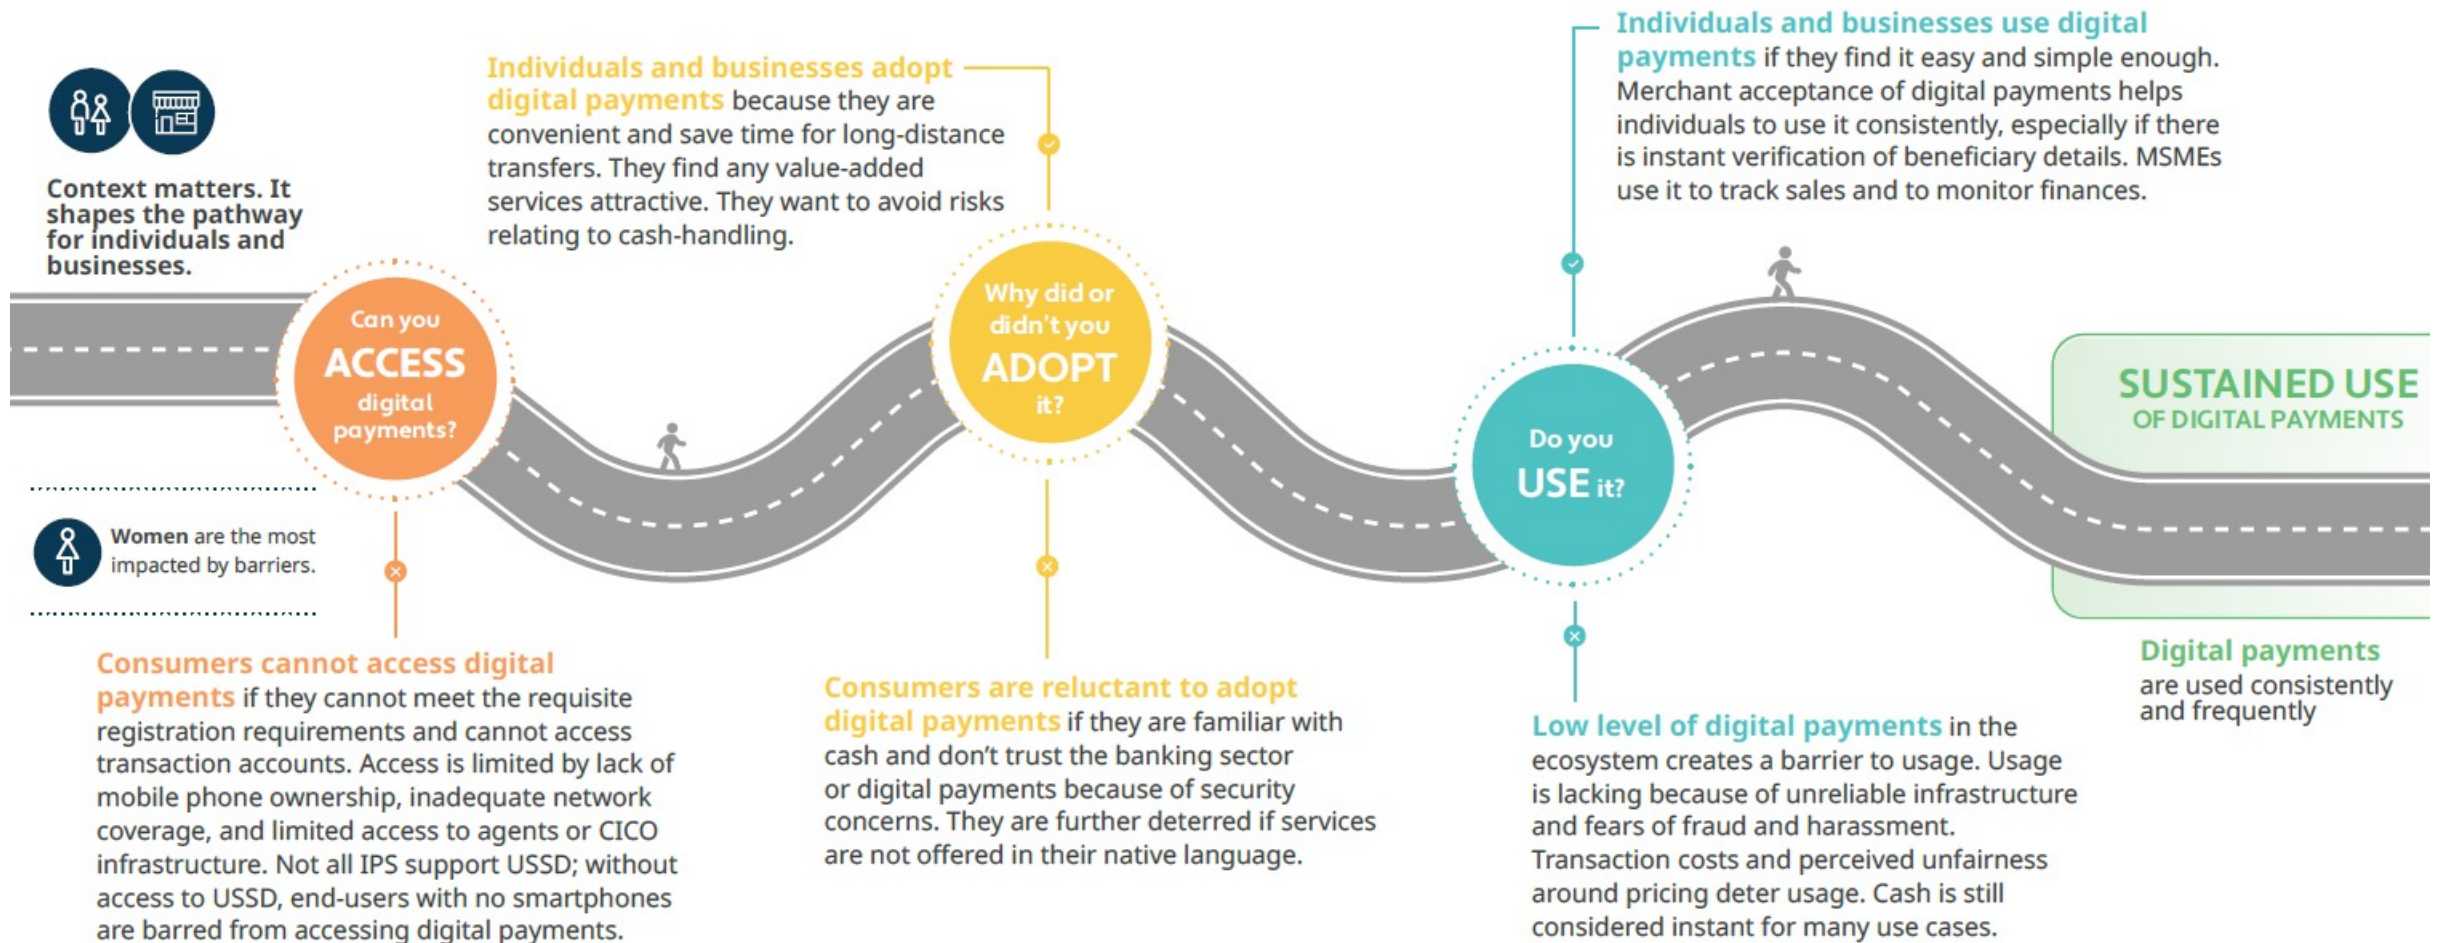 Context matters. It
shapes the pathway
for individuals and
businesses.
Can you
ACCESS
digital
payments?
Women are the most
impacted by barriers.
Consumers cannot access digital
payments if they cannot meet the requisite
registration requirements and cannot access
transaction accounts. Access is limited by lack of
mobile phone ownership, inadequate network
coverage, and limited access to agents or CICO
infrastructure. Not all IPS support USSD; without
access to USSD, end-users with no smartphones
are barred from accessing digital payments.
Individuals and businesses adopt
digital payments because they are
convenient and save time for long-distance
transfers. They find any value-added
services attractive. They want to avoid risks
relating to cash-handling.
Why did or
didn't you
ADOPT
it?
Consumers are reluctant to adopt
digital payments if they are familiar with
cash and don't trust the banking sector
or digital payments because of security
concerns. They are further deterred if services
are not offered in their native language.
Individuals and businesses use digital
payments if they find it easy and simple enough.
Merchant acceptance of digital payments helps
individuals to use it consistently, especially if there
is instant verification of beneficiary details. MSMEs
use it to track sales and to monitor finances.
Do you
USE it?
Low level of digital payments in the
ecosystem creates a barrier to usage. Usage
is lacking because of unreliable infrastructure
and fears of fraud and harassment.
Transaction costs and perceived unfairness
around pricing deter usage. Cash is still
considered instant for many use cases.
SUSTAINED USE
OF DIGITAL PAYMENTS
Digital payments
are used consistently
and frequently